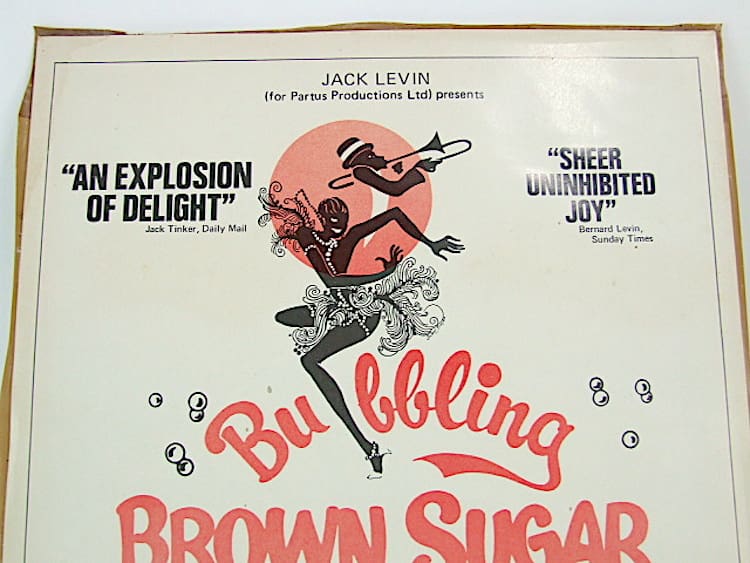 JACK LEVIN
(for Partus Productions Ltd) presents
"AN EXPLOSION
OF DELIGHT"
Jack Tinker, Daily Mail
"SHEER
UNINHIBITED
JOY"
Bernard Levin,
Sunday Times
Bubbling
BROWN SUGAR